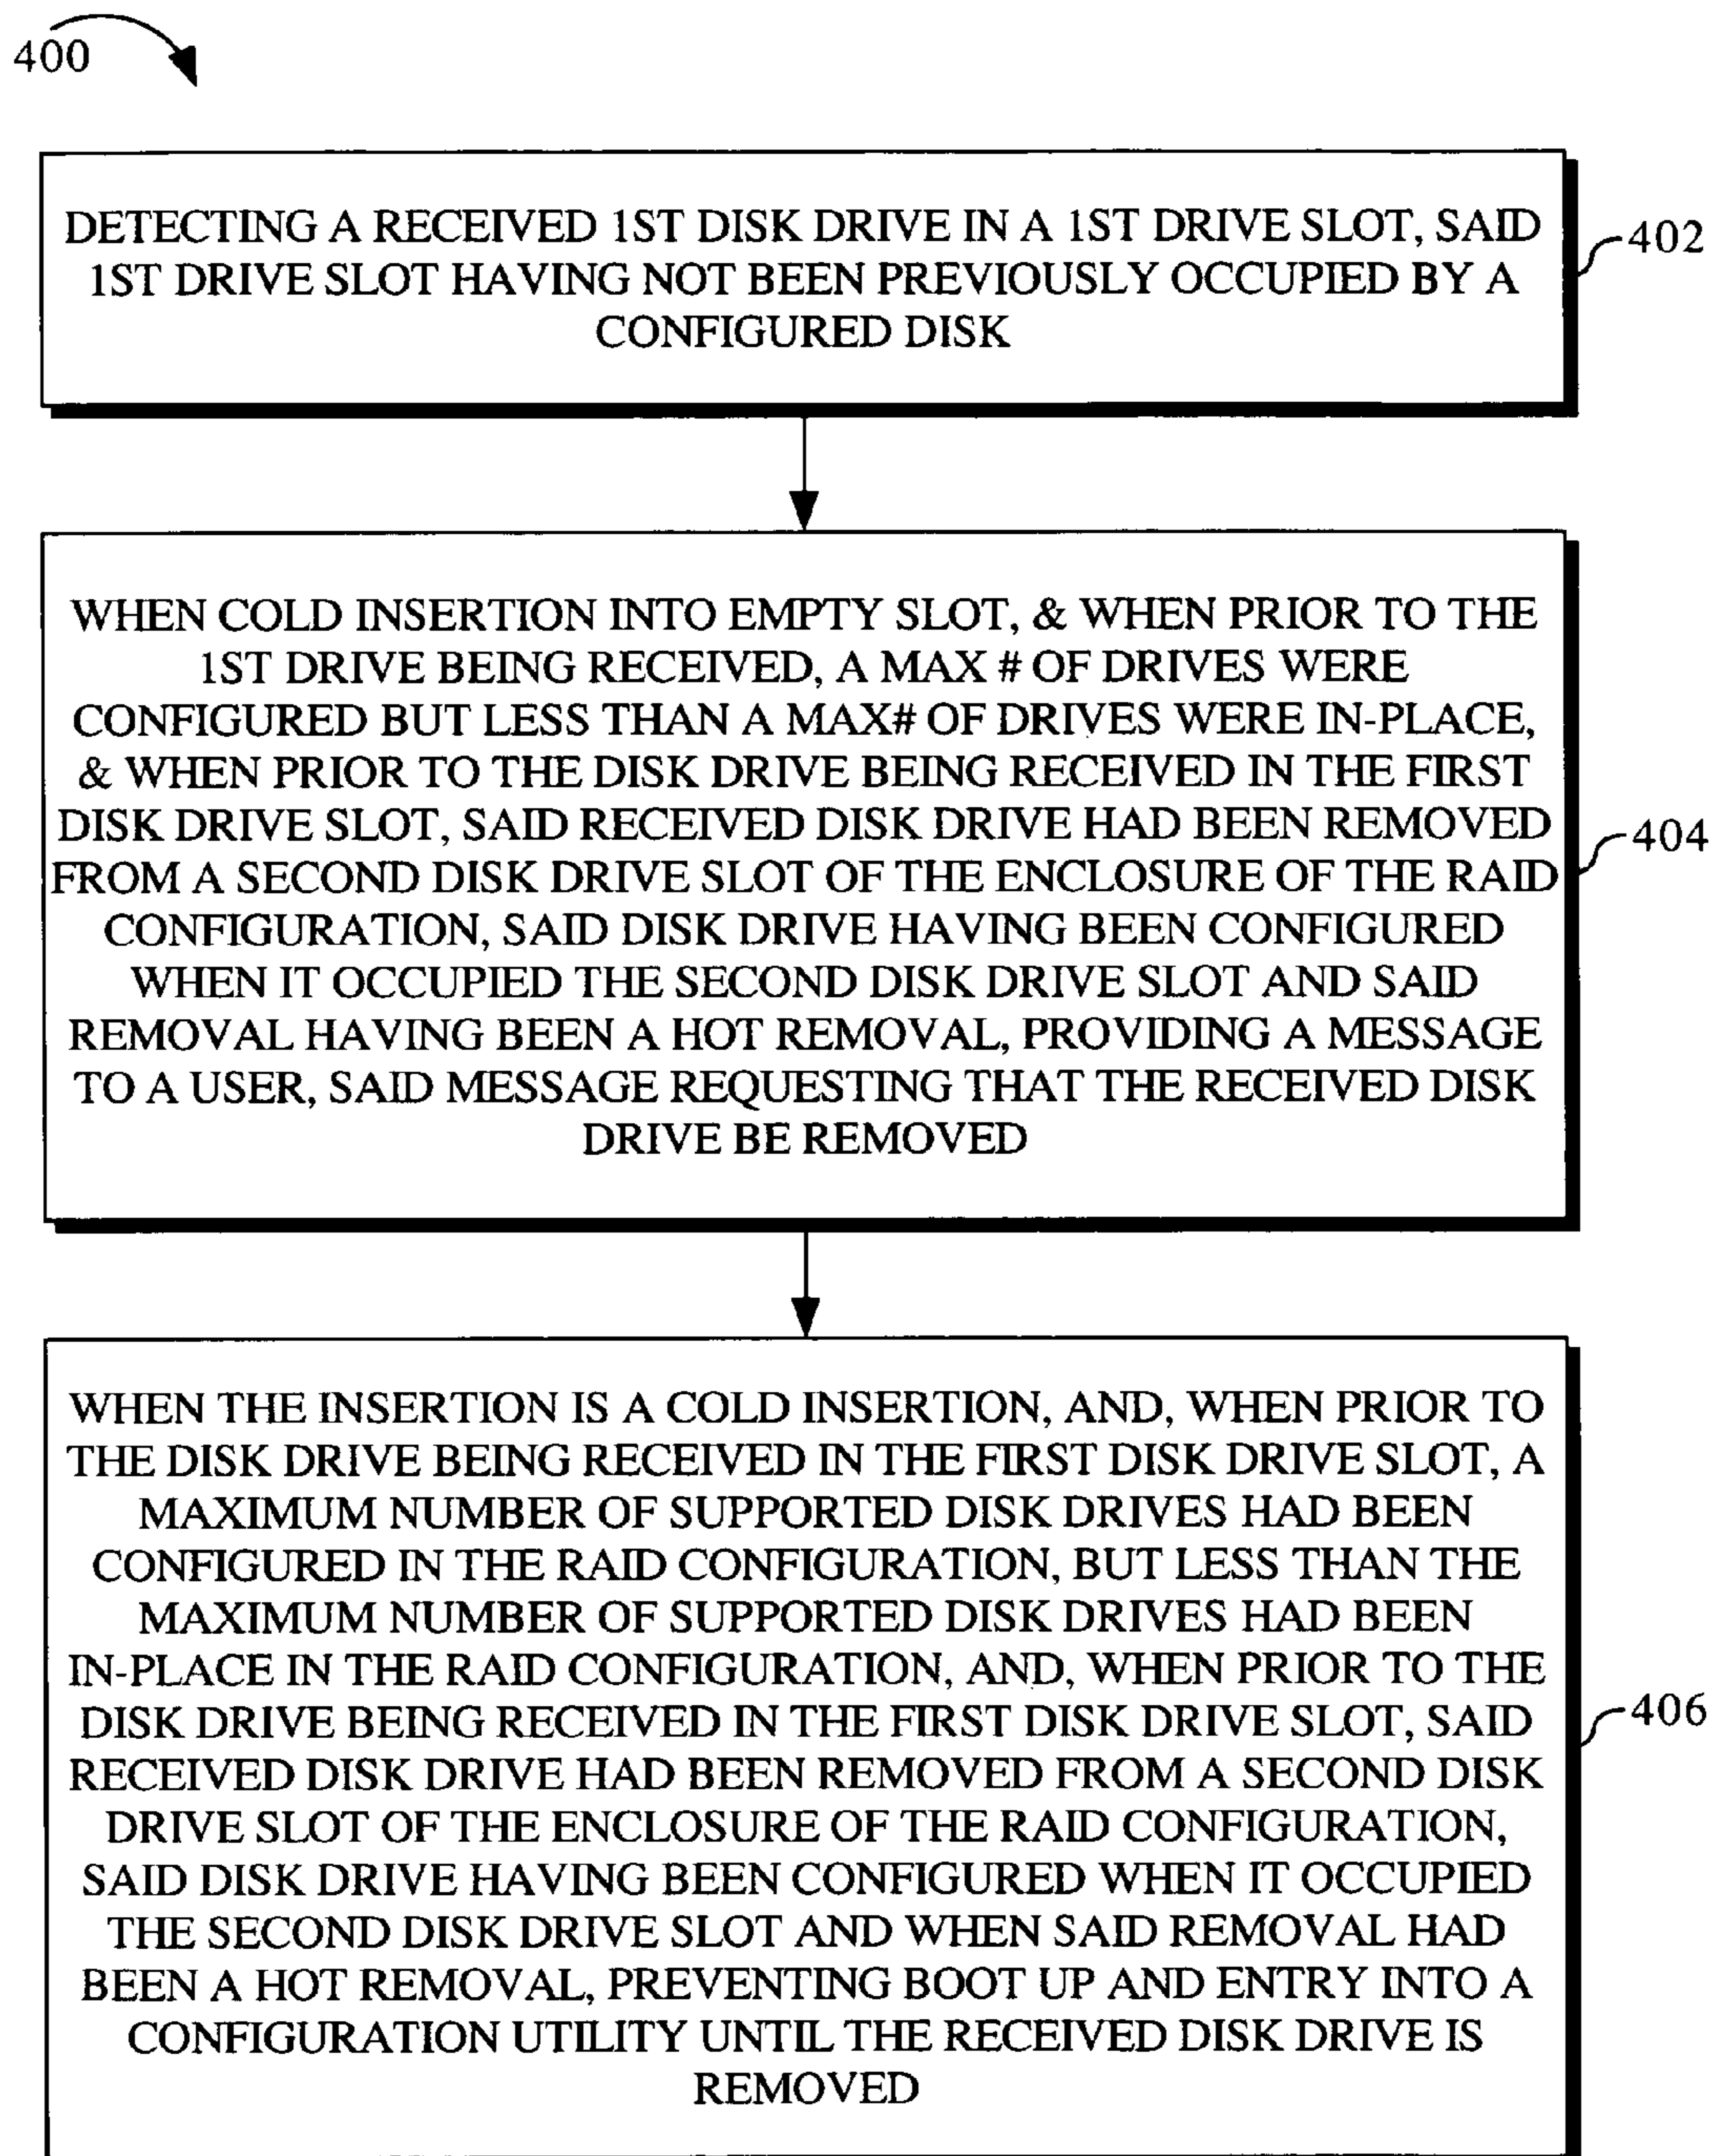 400
DETECTING A RECEIVED 1ST DISK DRIVE IN A 1ST DRIVE SLOT, SAID
1ST DRIVE SLOT HAVING NOT BEEN PREVIOUSLY OCCUPIED BY A
CONFIGURED DISK
402
WHEN COLD INSERTION INTO EMPTY SLOT, & WHEN PRIOR TO THE
1ST DRIVE BEING RECEIVED, A MAX # OF DRIVES WERE
CONFIGURED BUT LESS THAN A MAX# OF DRIVES WERE IN-PLACE,
& WHEN PRIOR TO THE DISK DRIVE BEING RECEIVED IN THE FIRST
DISK DRIVE SLOT, SAID RECEIVED DISK DRIVE HAD BEEN REMOVED
FROM A SECOND DISK DRIVE SLOT OF THE ENCLOSURE OF THE RAID
CONFIGURATION, SAID DISK DRIVE HAVING BEEN CONFIGURED
WHEN IT OCCUPIED THE SECOND DISK DRIVE SLOT AND SAID
REMOVAL HAVING BEEN A HOT REMOVAL, PROVIDING A MESSAGE
TO A USER, SAID MESSAGE REQUESTING THAT THE RECEIVED DISK
DRIVE BE REMOVED
404
WHEN THE INSERTION IS A COLD INSERTION, AND, WHEN PRIOR TO
THE DISK DRIVE BEING RECEIVED IN THE FIRST DISK DRIVE SLOT, A
MAXIMUM NUMBER OF SUPPORTED DISK DRIVES HAD BEEN
CONFIGURED IN THE RAID CONFIGURATION, BUT LESS THAN THE
MAXIMUM NUMBER OF SUPPORTED DISK DRIVES HAD BEEN
IN-PLACE IN THE RAID CONFIGURATION, AND, WHEN PRIOR TO THE
DISK DRIVE BEING RECEIVED IN THE FIRST DISK DRIVE SLOT, SAID
RECEIVED DISK DRIVE HAD BEEN REMOVED FROM A SECOND DISK
DRIVE SLOT OF THE ENCLOSURE OF THE RAID CONFIGURATION,
SAID DISK DRIVE HAVING BEEN CONFIGURED WHEN IT OCCUPIED
THE SECOND DISK DRIVE SLOT AND WHEN SAID REMOVAL HAD
BEEN A HOT REMOVAL, PREVENTING BOOT UP AND ENTRY INTO A
CONFIGURATION UTILITY UNTIL THE RECEIVED DISK DRIVE IS
REMOVED
406